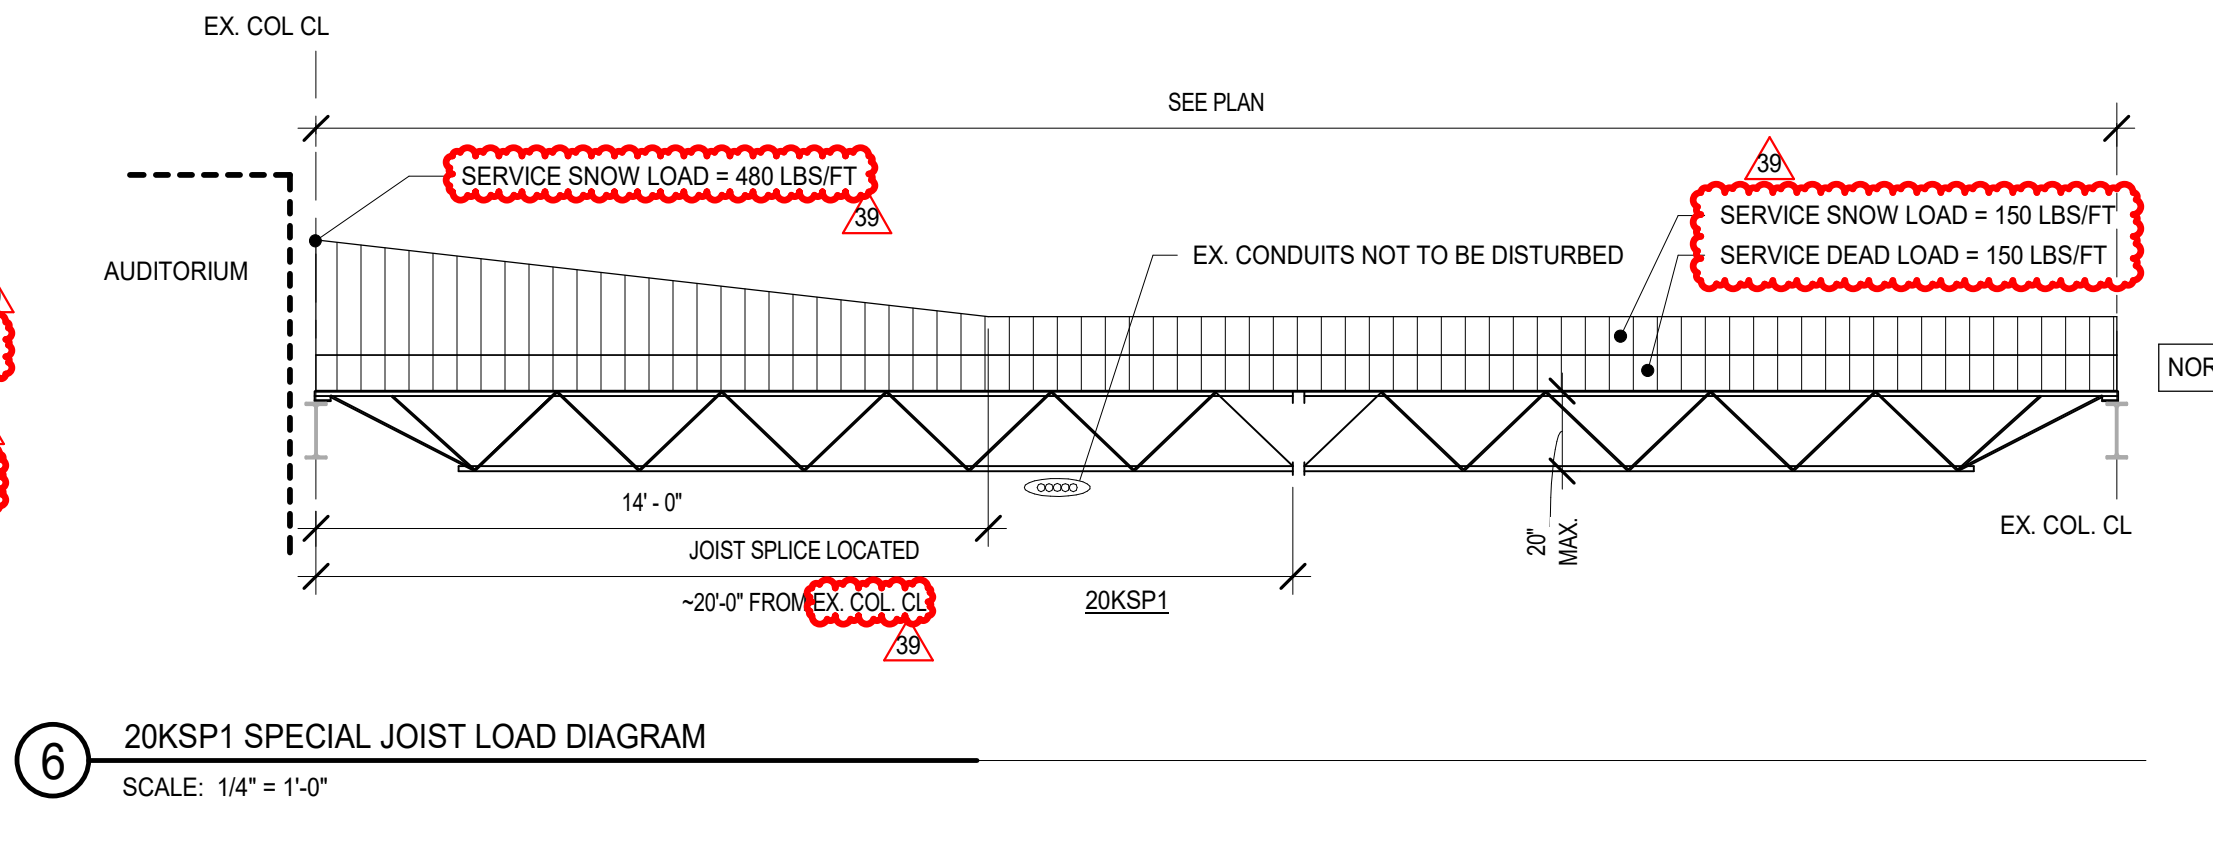 EX. COL CL
SEE PLAN
39
SERVICE SNOW LOAD = 480 LBS/FT
39
SERVICE SNOW LOAD = 150 LBS/FT
SERVICE DEAD LOAD = 150 LBS/FT
EX. CONDUITS NOT TO BE DISTURBED
AUDITORIUM
NOR
14' - 0"
20" MAX.
EX. COL. CL
JOIST SPLICE LOCATED
~20'-0" FROM EX. COL. CL
20KSP1
39
6
20KSP1 SPECIAL JOIST LOAD DIAGRAM
SCALE: 1/4" = 1'-0"